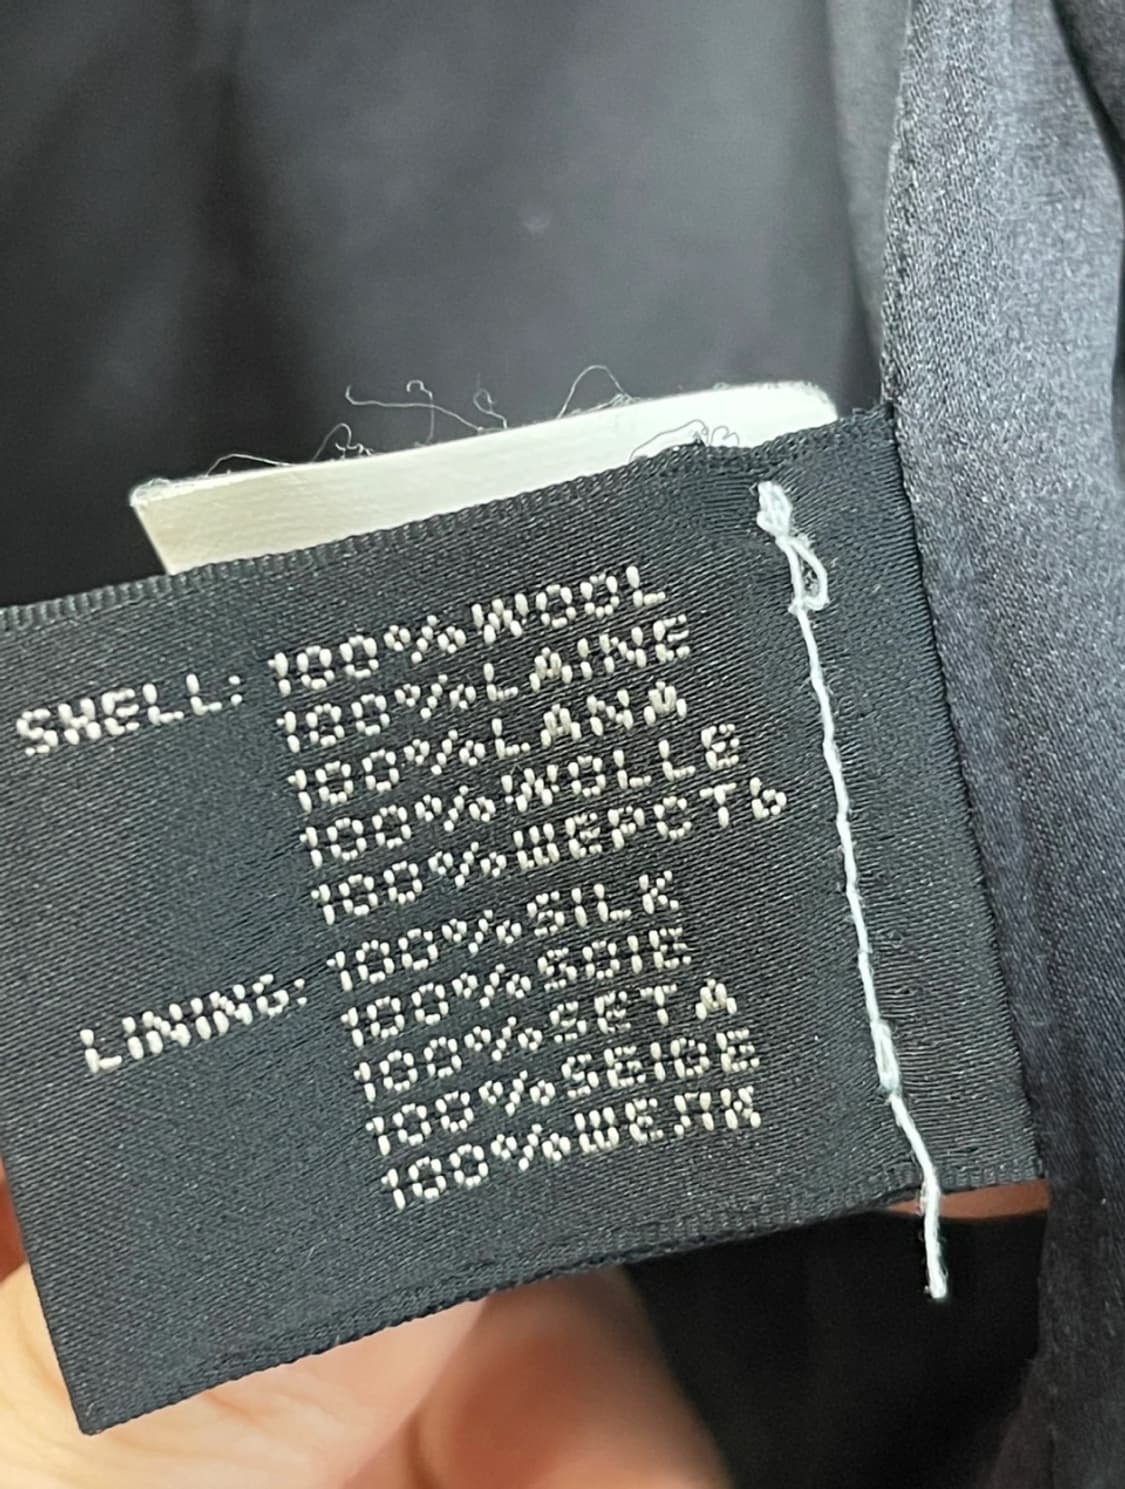 SHELL: 100% WOOL
100% LAINE
100% LANA
100% WOLLE
100% ШЕРСТЬ
LINING: 100% SILK
100% SOIE
100% SETA
100% SEIDE
100% ШЕЛК